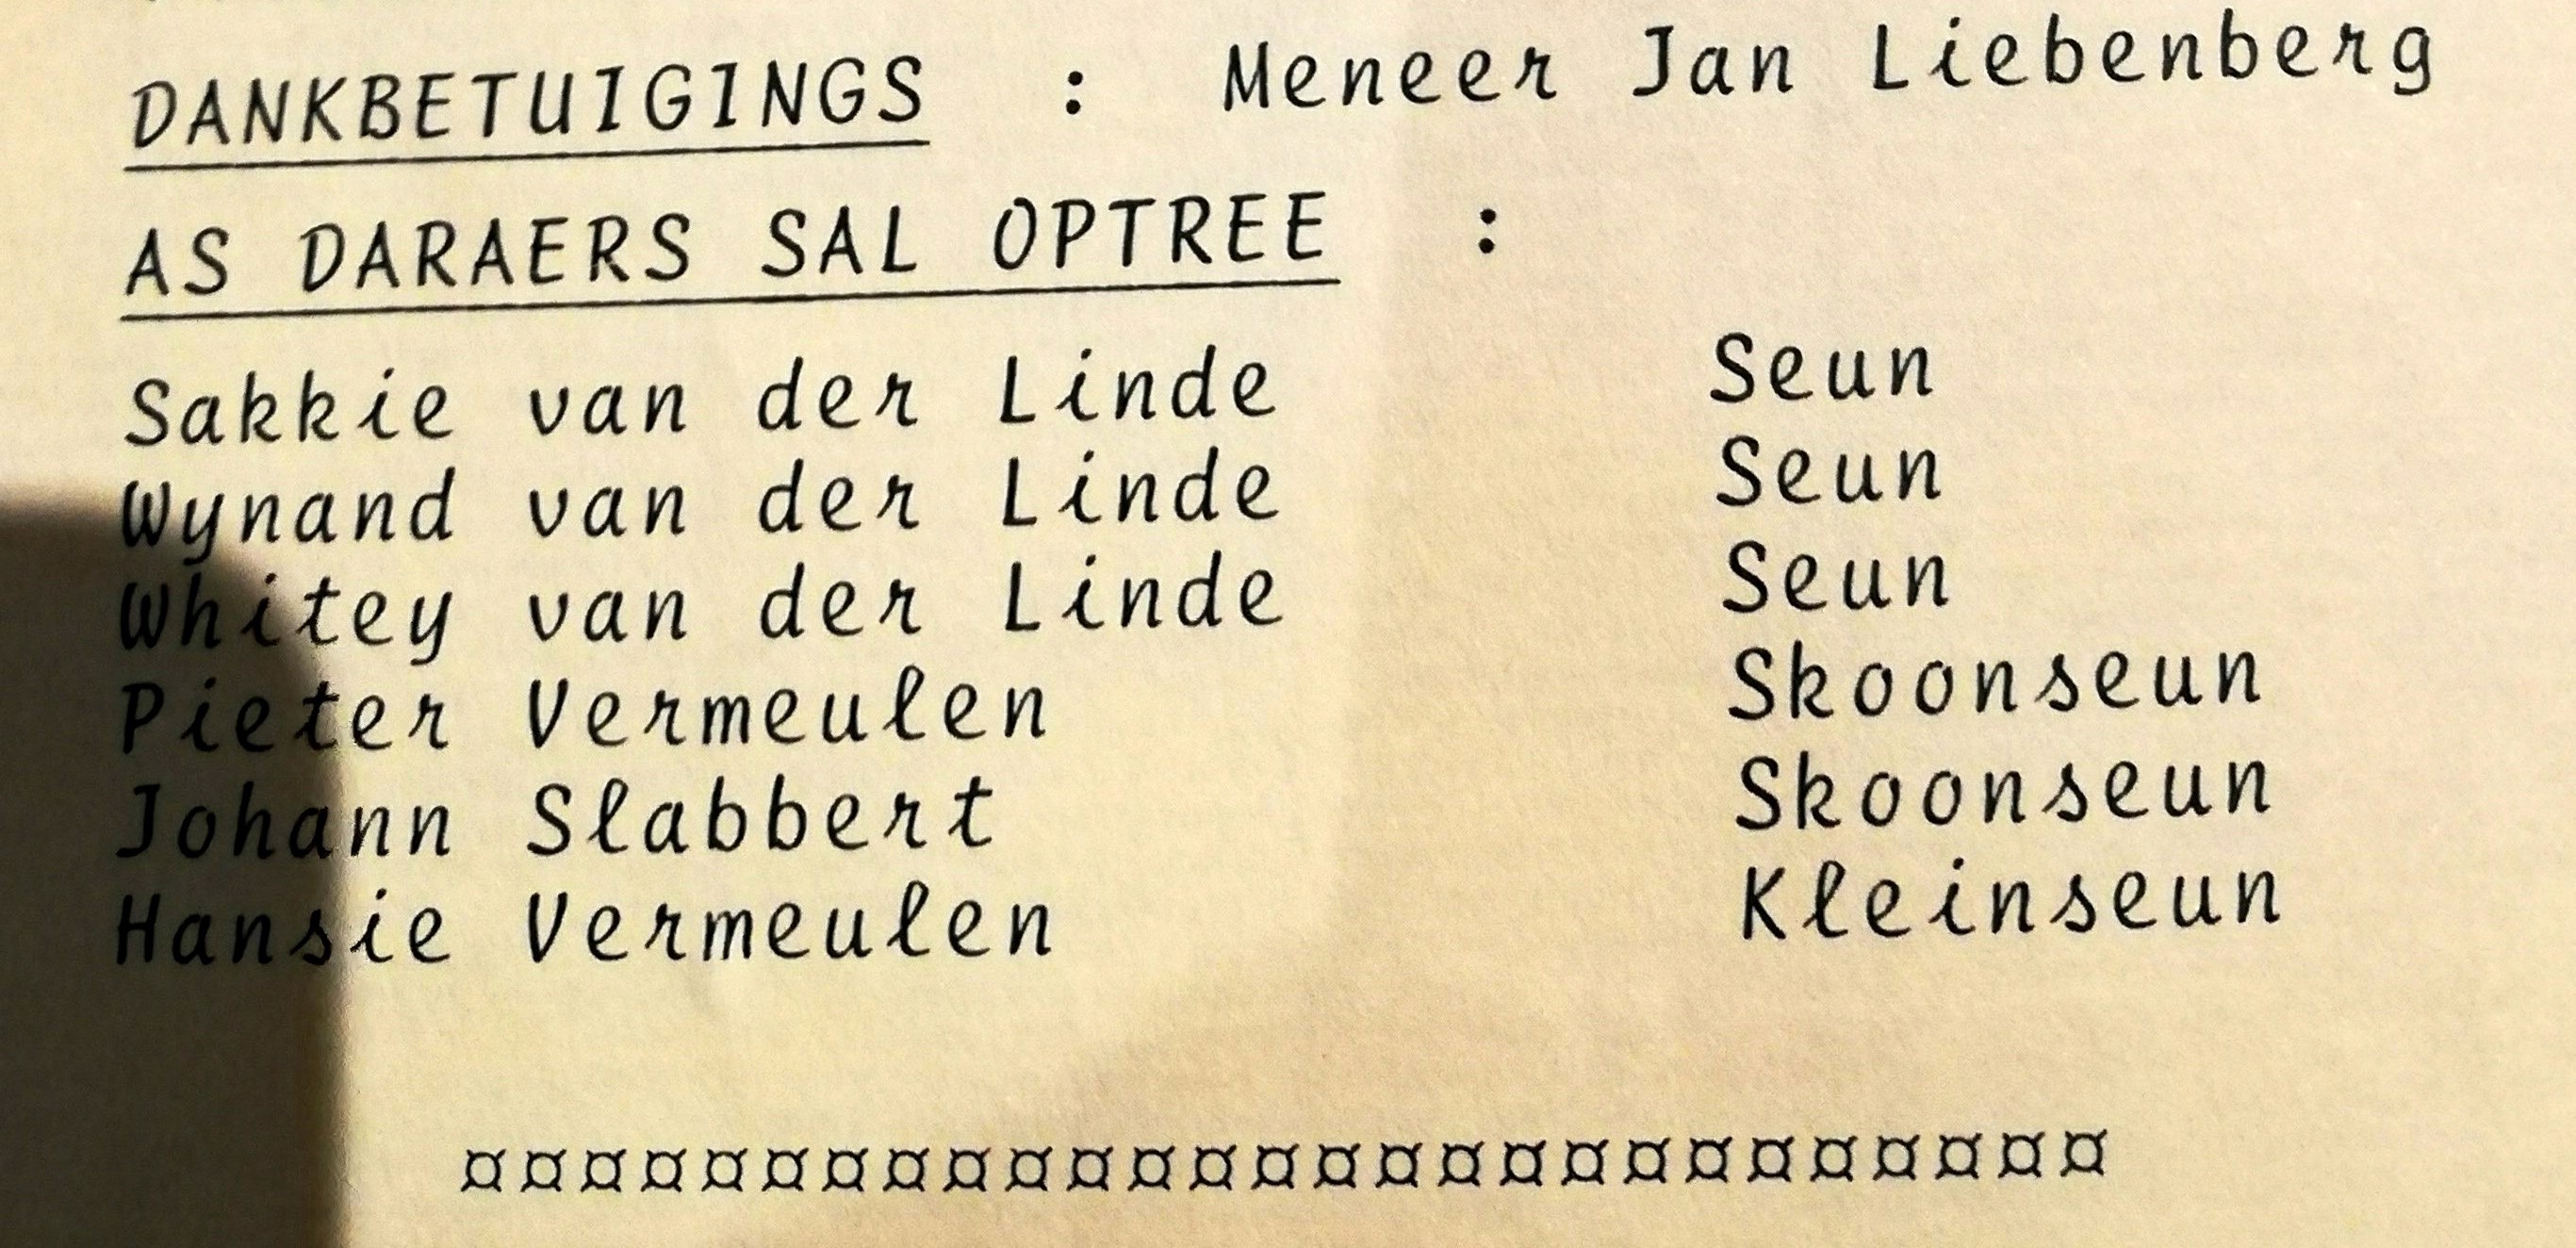 DANKBETUIGINGS : Meneer Jan Liebenberg
AS DARAERS SAL OPTREE :
Sakkie van der Linde Seun
Wynand van der Linde Seun
Whitey van der Linde Seun
Pieter Vermeulen Skoonseun
Johann Slabbert Skoonseun
Hansie Vermeulen Kleinseun
¤¤¤¤¤¤¤¤¤¤¤¤¤¤¤¤¤¤¤¤¤¤¤¤¤¤¤